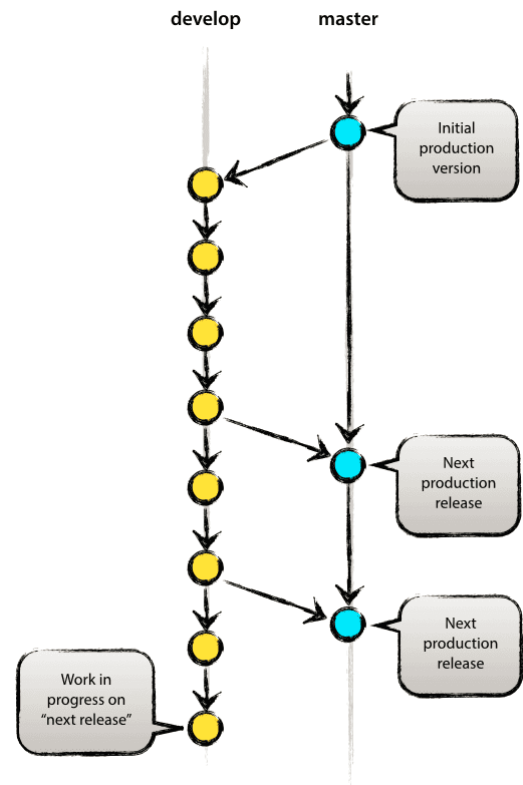 develop
master
Initial
production
version
Next
production
release
Next
production
release
Work in
progress on
“next release”